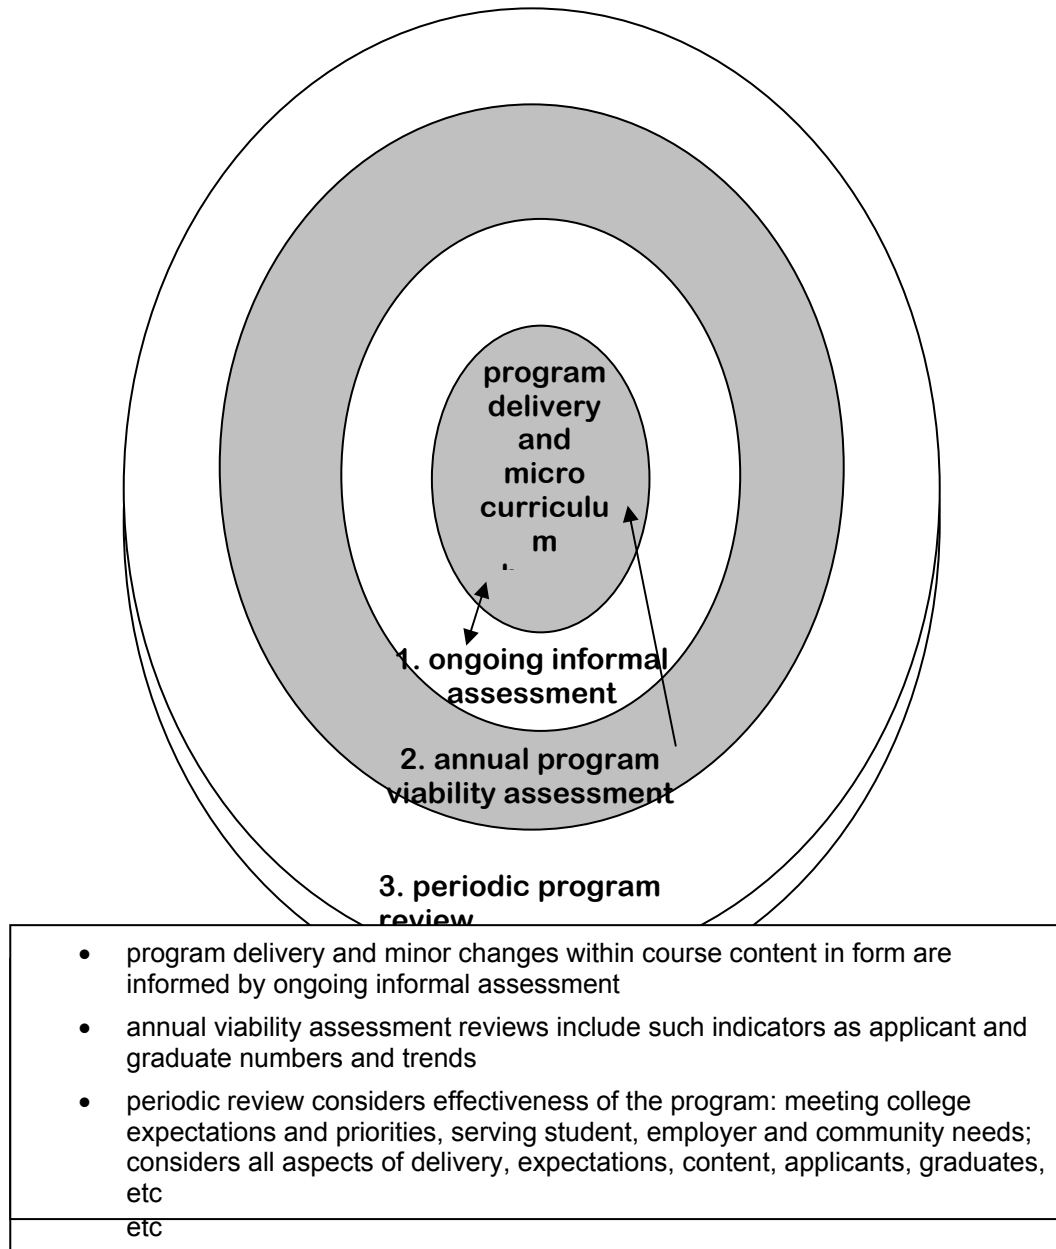 program
delivery
and
micro
curriculu
m
1. ongoing informal
assessment
2. annual program
viability assessment
3. periodic program
review
• program delivery and minor changes within course content in form are
informed by ongoing informal assessment
• annual viability assessment reviews include such indicators as applicant and
graduate numbers and trends
• periodic review considers effectiveness of the program: meeting college
expectations and priorities, serving student, employer and community needs;
considers all aspects of delivery, expectations, content, applicants, graduates,
etc
etc